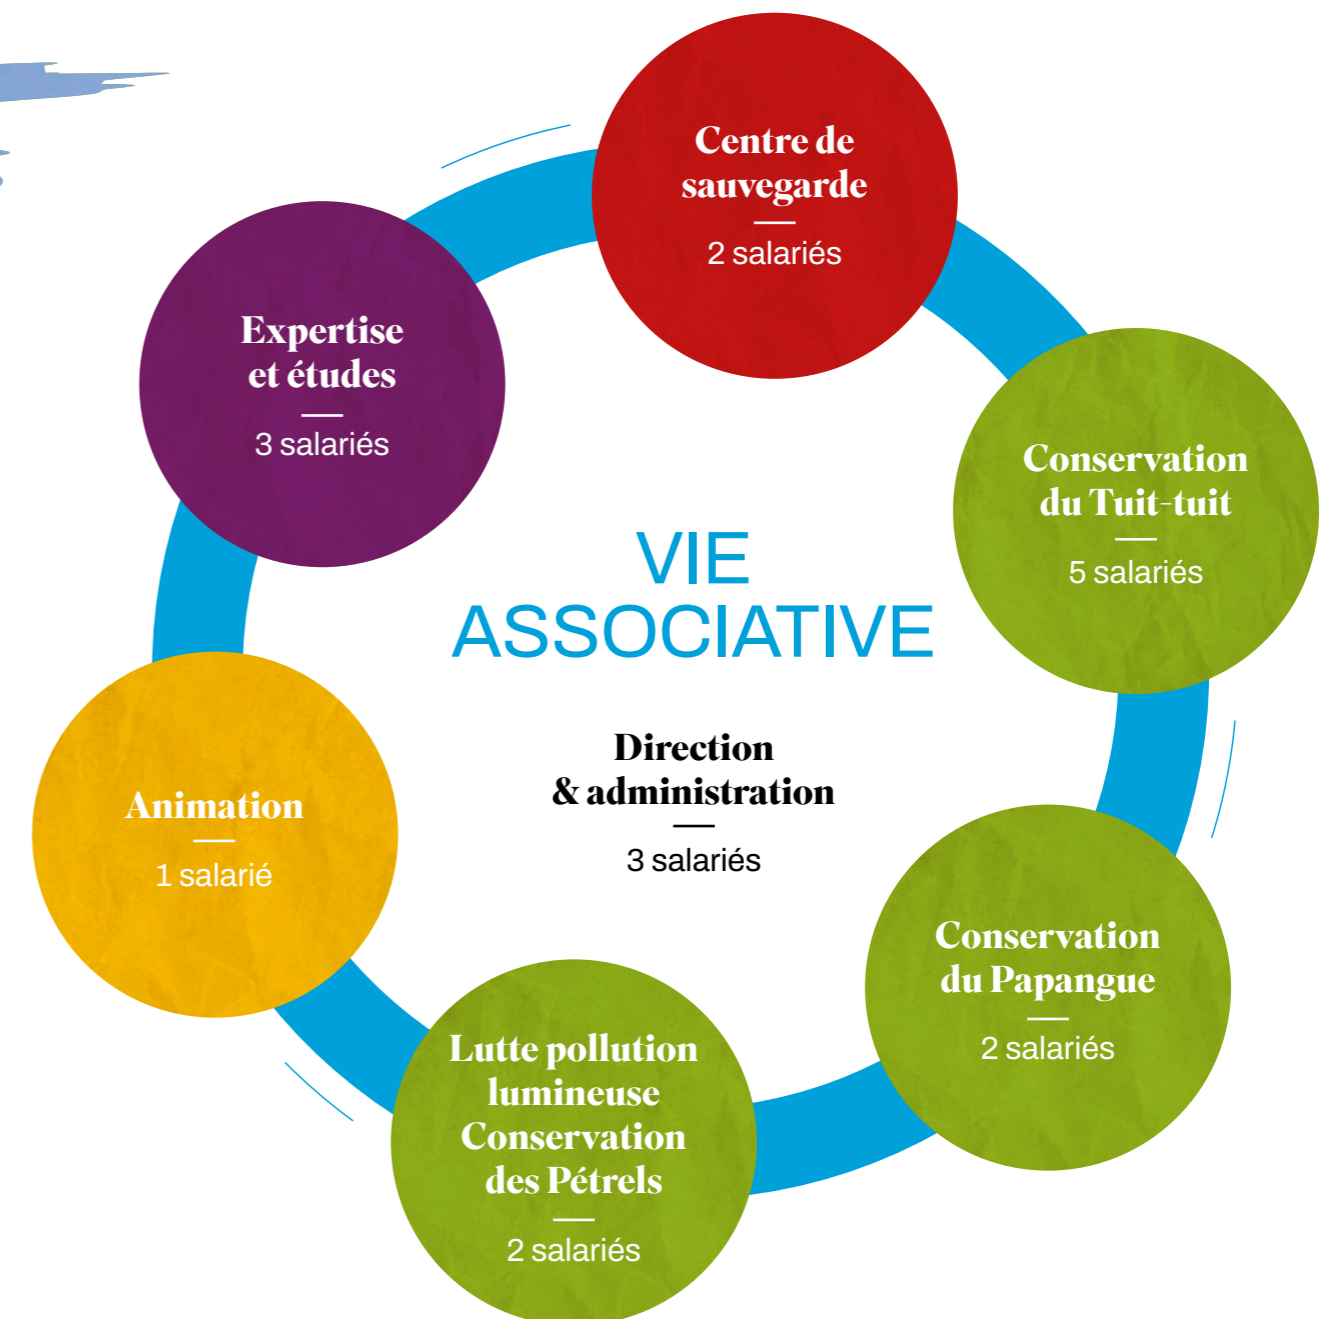 Centre de
sauvegarde
2 salariés
Expertise
et études
3 salariés
Conservation
du Tuit-tuit
5 salariés
VIE
ASSOCIATIVE
Direction
& administration
3 salariés
Animation
1 salarié
Conservation
du Papangue
2 salariés
Lutte pollution
lumineuse
Conservation
des Pétrels
2 salariés